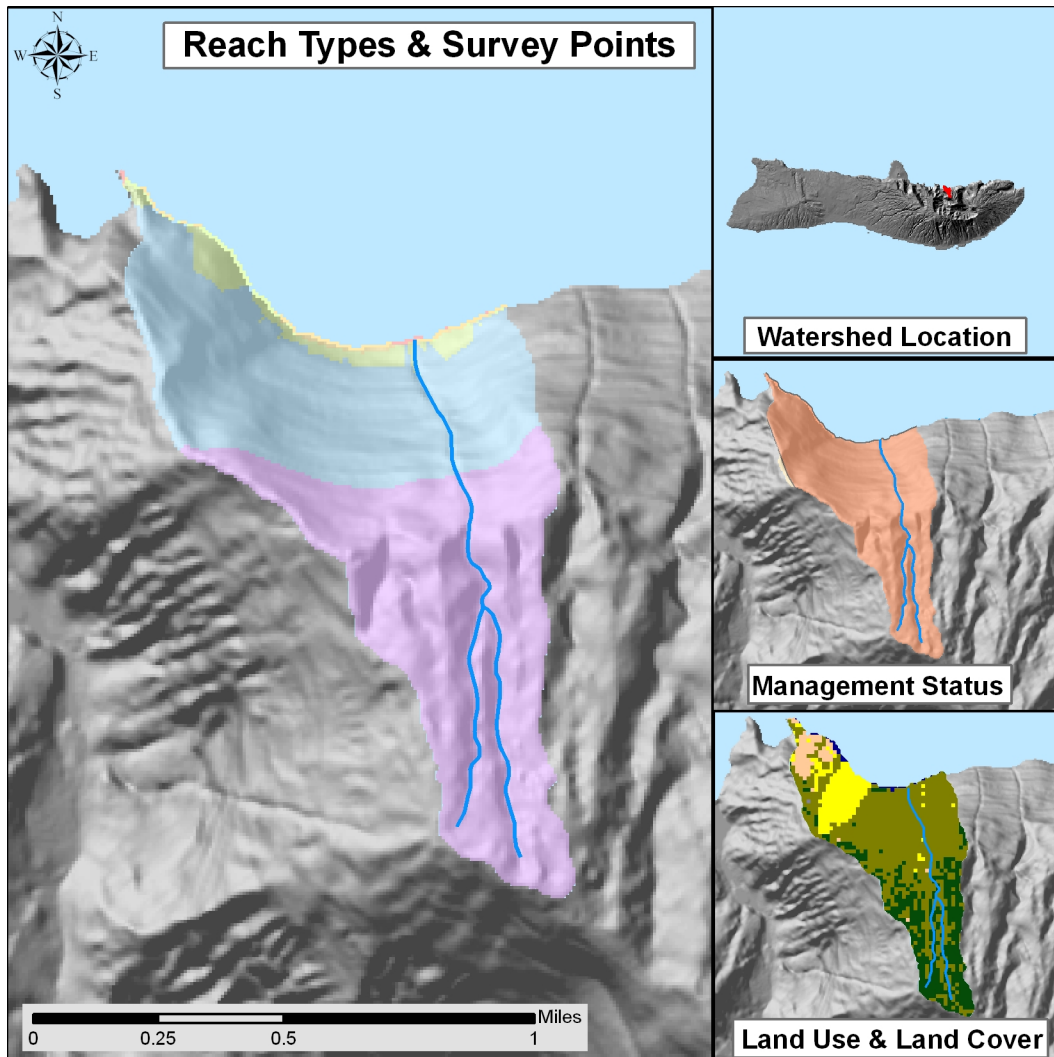 N
W E
S
Reach Types & Survey Points
Watershed Location
Management Status
Land Use & Land Cover
Miles
0 0.25 0.5 1